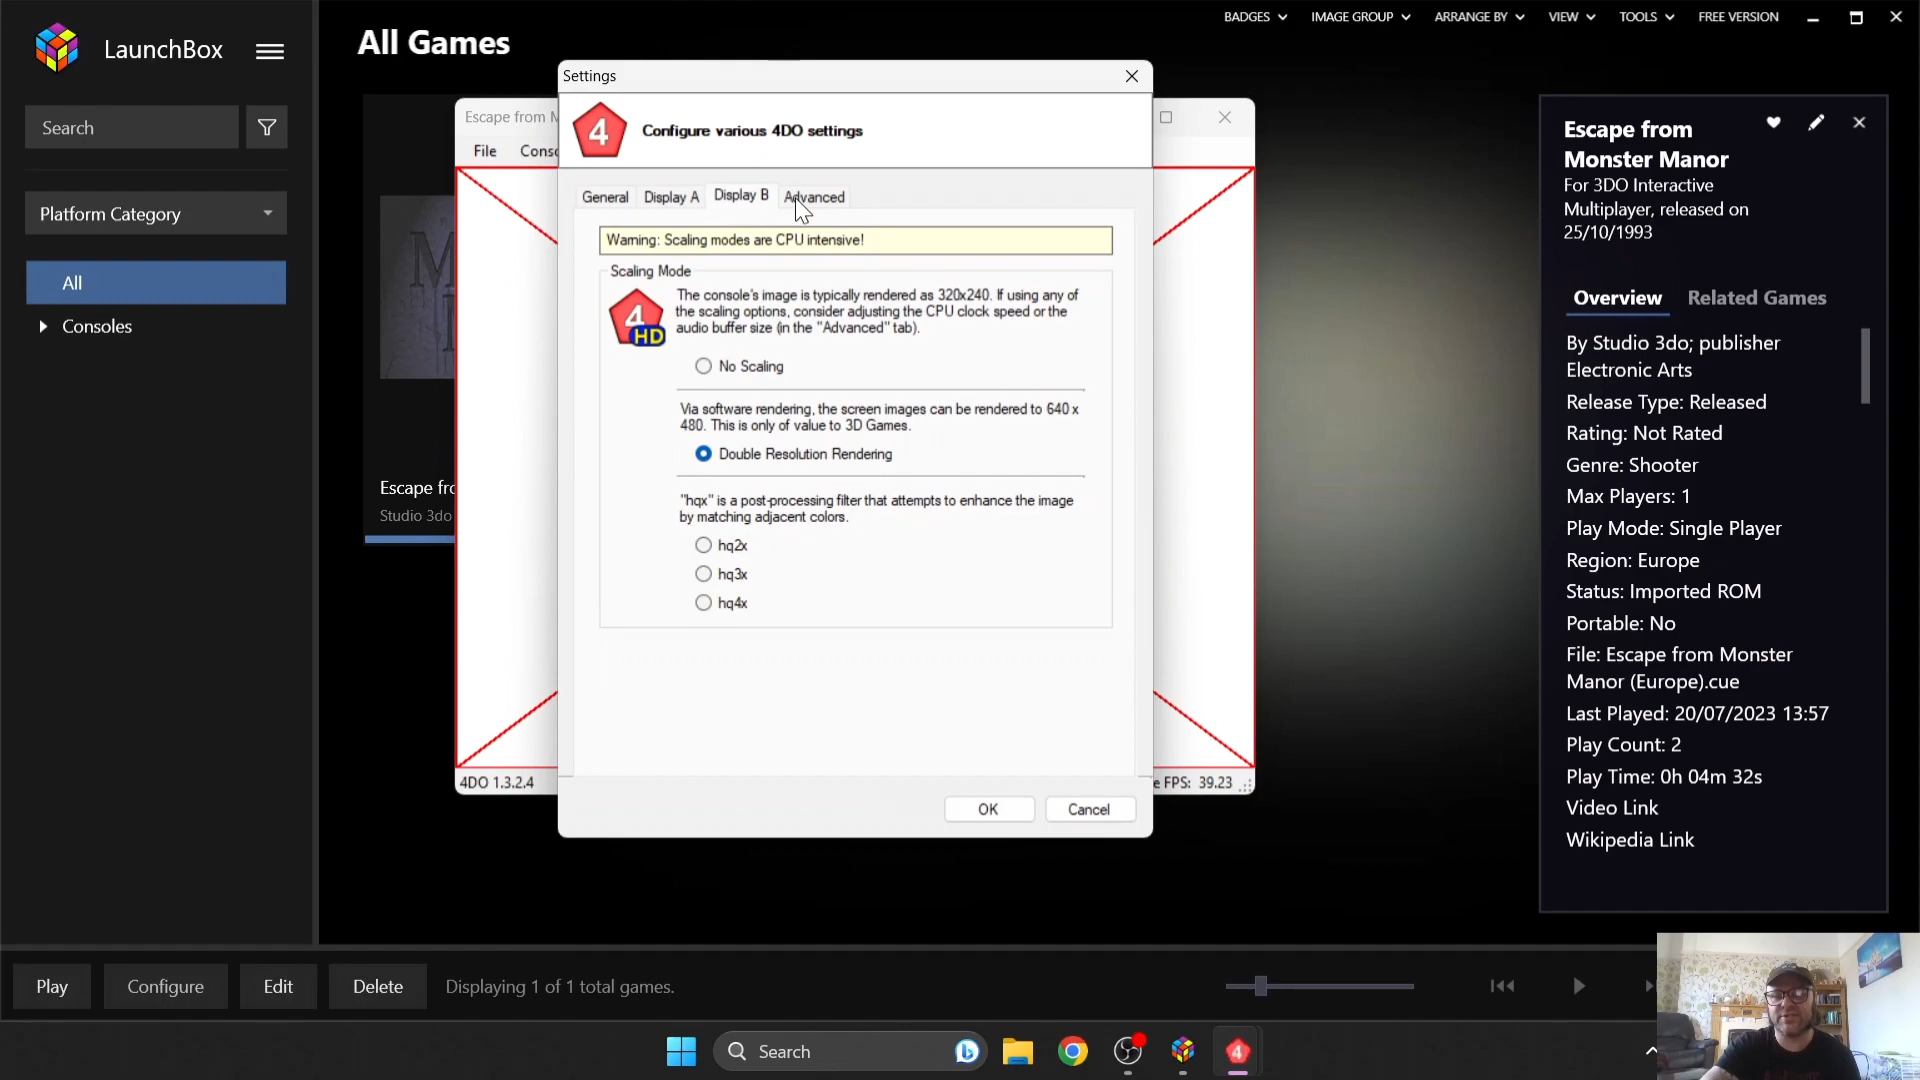 LaunchBox
Search
Platform Category
All
Consoles
All Games
BADGES
IMAGE GROUP
ARRANGE BY
VIEW
TOOLS
FREE VERSION
Escape fro
Studio 3do
Escape from M
File
Conso
4DO 1.3.2.4
e FPS: 39.23
Settings
4
Configure various 4DO settings
General
Display A
Display B
Advanced
Warning: Scaling modes are CPU intensive!
Scaling Mode
4
HD
The console's image is typically rendered as 320x240. If using any of
the scaling options, consider adjusting the CPU clock speed or the
audio buffer size (in the "Advanced" tab).
No Scaling
Via software rendering, the screen images can be rendered to 640 x
480. This is only of value to 3D Games.
Double Resolution Rendering
"hqx" is a post-processing filter that attempts to enhance the image
by matching adjacent colors.
hq2x
hq3x
hq4x
OK
Cancel
Escape from
Monster Manor
For 3DO Interactive
Multiplayer, released on
25/10/1993
Overview
Related Games
By Studio 3do; publisher
Electronic Arts
Release Type: Released
Rating: Not Rated
Genre: Shooter
Max Players: 1
Play Mode: Single Player
Region: Europe
Status: Imported ROM
Portable: No
File: Escape from Monster
Manor (Europe).cue
Last Played: 20/07/2023 13:57
Play Count: 2
Play Time: 0h 04m 32s
Video Link
Wikipedia Link
Play
Configure
Edit
Delete
Displaying 1 of 1 total games.
Search
4